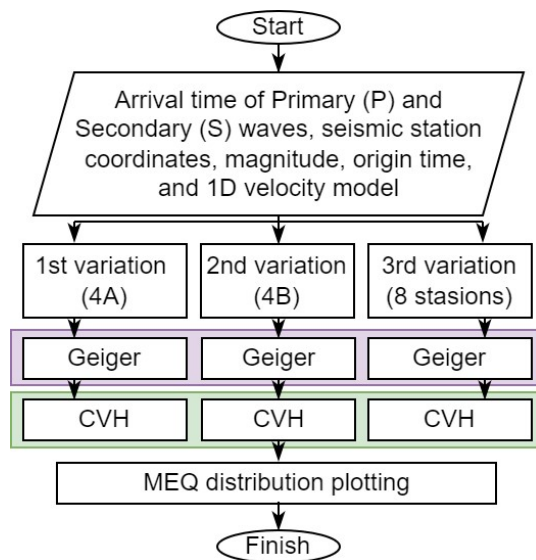 Start
Arrival time of Primary (P) and
Secondary (S) waves, seismic station
coordinates, magnitude, origin time,
and 1D velocity model
1st variation
(4A)
2nd variation
(4B)
3rd variation
(8 stasions)
Geiger
Geiger
Geiger
CVH
CVH
CVH
MEQ distribution plotting
Finish